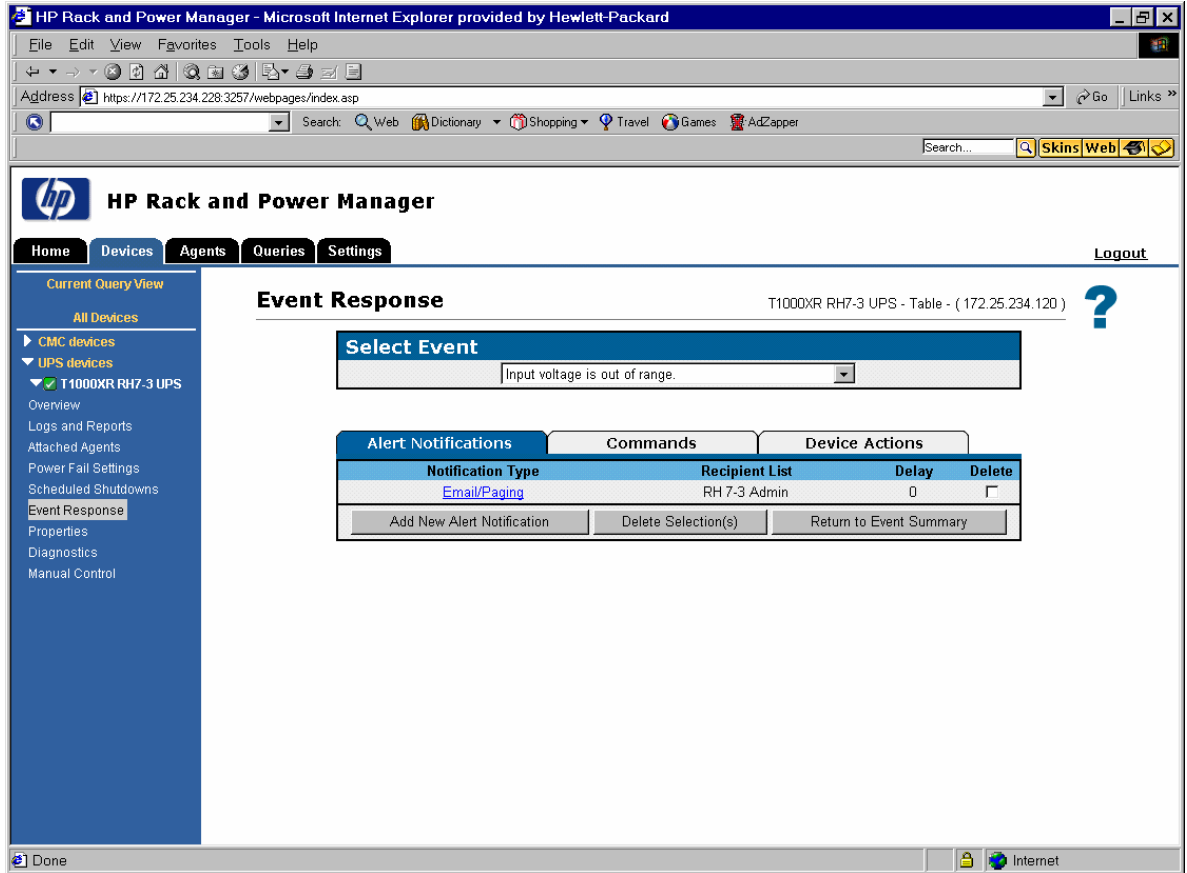 HP Rack and Power Manager - Microsoft Internet Explorer provided by Hewlett-Packard
File Edit View Favorites Tools Help
Address https://172.25.234.228:3257/webpages/index.asp Go Links »
Search: Web Dictionary Shopping Travel Games AdZapper
Search... Skins Web
hp HP Rack and Power Manager
Home Devices Agents Queries Settings Logout
Current Query View
All Devices
CMC devices
UPS devices
T1000XR RH7-3 UPS
Overview
Logs and Reports
Attached Agents
Power Fail Settings
Scheduled Shutdowns
Event Response
Properties
Diagnostics
Manual Control
Event Response T1000XR RH7-3 UPS - Table - ( 172.25.234.120 ) ?
Select Event
Input voltage is out of range.
Alert Notifications Commands Device Actions
Notification Type Recipient List Delay Delete
Email/Paging RH 7-3 Admin 0
Add New Alert Notification Delete Selection(s) Return to Event Summary
Done Internet